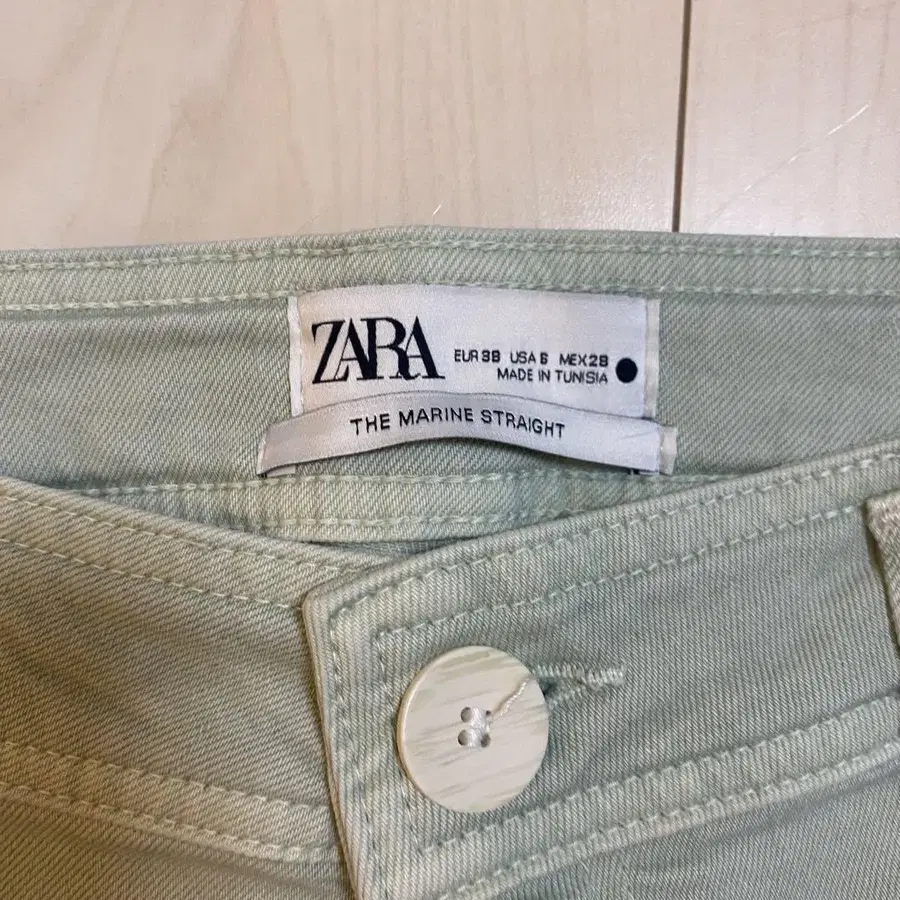 ZARA
EUR 38 USA 6 MEX 28
MADE IN TUNISIA
THE MARINE STRAIGHT